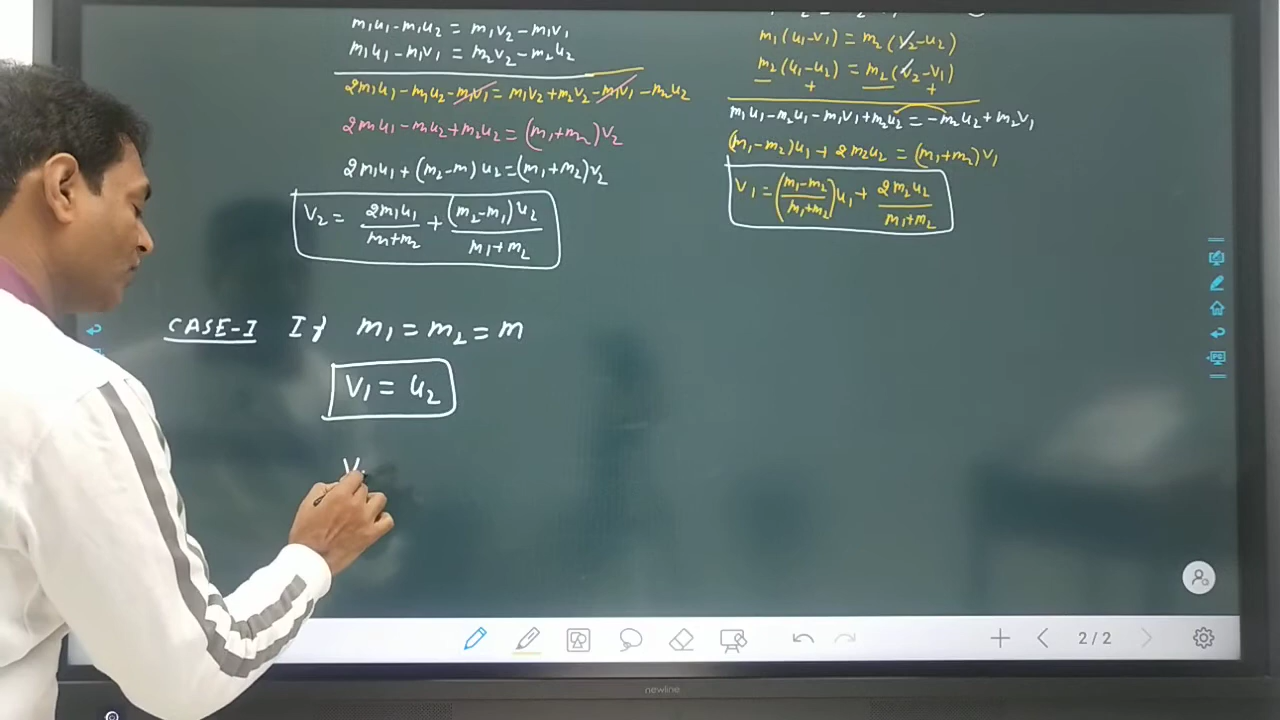 m₁u₁-m₁u₂ = m₁v₂-m₁v₁
m₁u₁-m₁v₁ = m₂v₂-m₂u₂
2m₁u₁-m₁u₂-m₁v₁ = m₁v₂+m₂v₂-m₁v₁-m₂u₂
2m₁u₁-m₁u₂+m₂u₂ = (m₁+m₂)v₂
2m₁u₁+(m₂-m)u₂=(m₁+m₂)v₂
V₂ = 2m₁u₁/m₁+m₂ + (m₂-m₁)u₂/m₁+m₂
m₁(u₁-v₁) = m₂(v₂-u₂)
m₂(u₁-u₂) = m₂(v₂-v₁)
+ +
m₁u₁-m₂u₁-m₁v₁+m₂u₂=-m₂u₂+m₂v₁
(m₁-m₂)u₁+2m₂u₂ = (m₁+m₂)v₁
V₁=(m₁-m₂/m₁+m₂)u₁+2m₂u₂/m₁+m₂
CASE-I If m₁=m₂=m
V₁ = u₂
V
2/2
newline